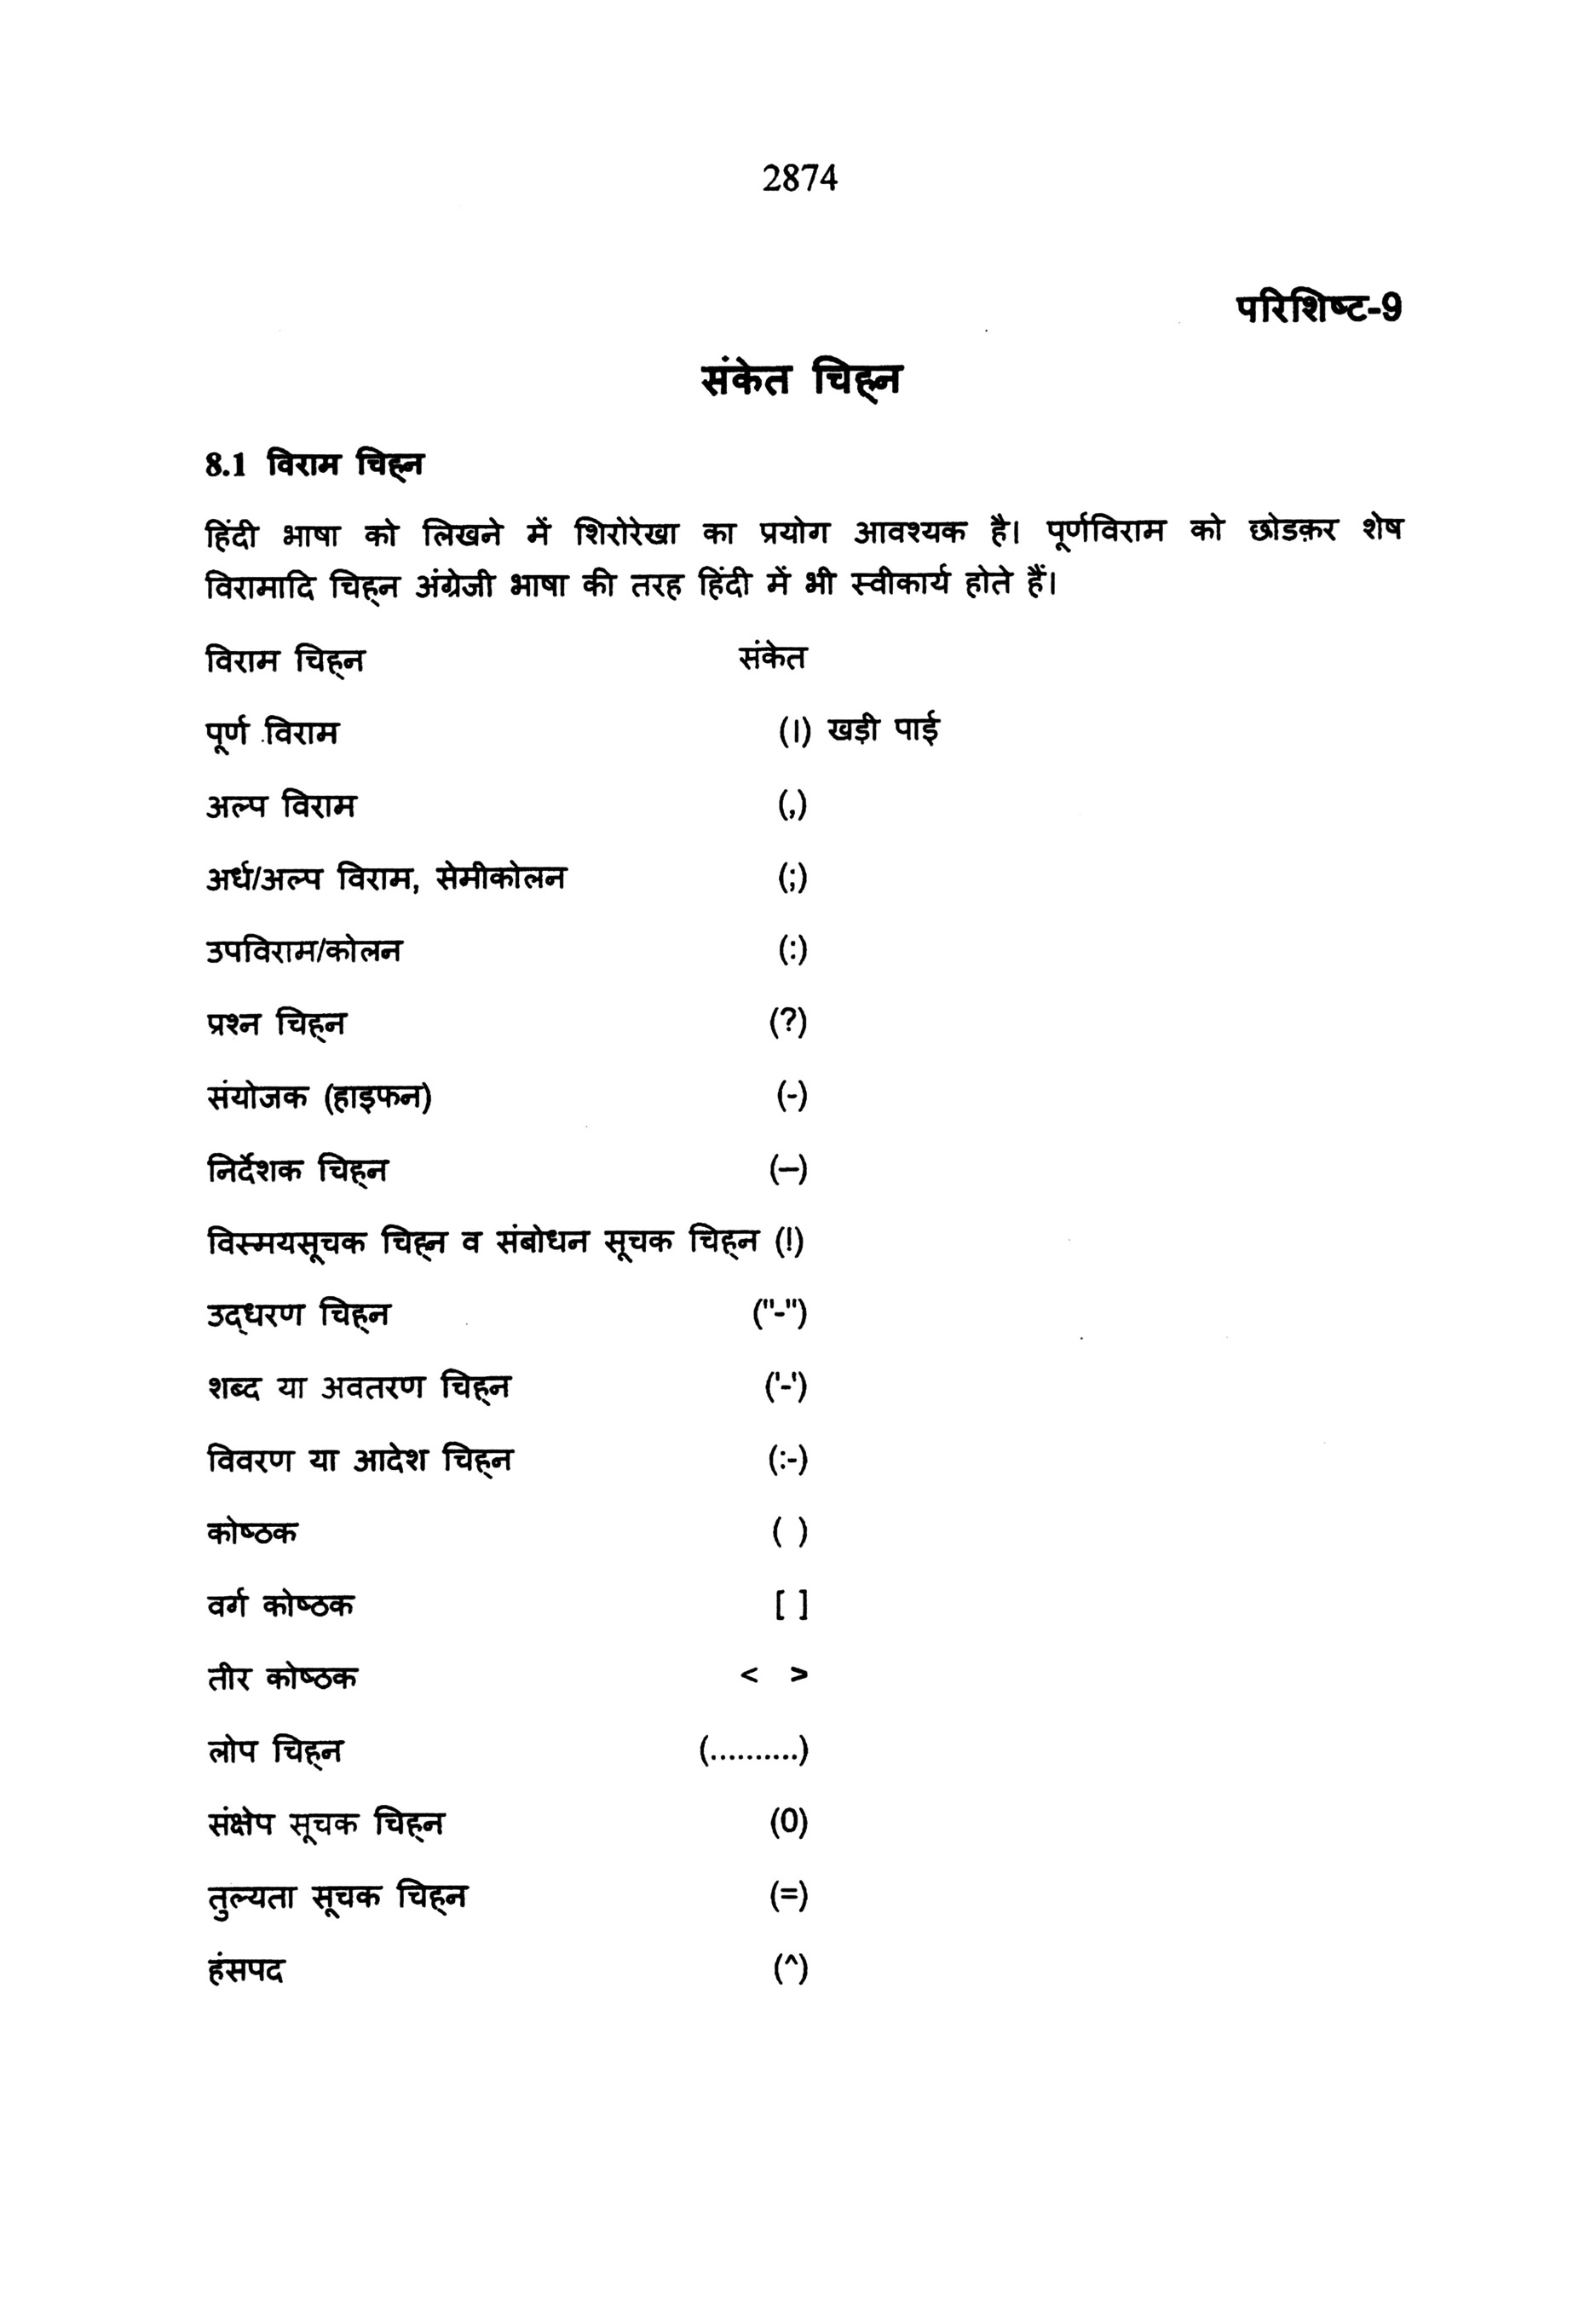 2874
परिशिष्ट-9
संकेत चिह्‌न
8.1 विराम चिह्‌न
हिंदी भाषा को लिखने में शिरोरेखा का प्रयोग आवश्यक है। पूर्णविराम को छोडक़र शेष
विरामादि चिह्‌न अंग्रेजी भाषा की तरह हिंदी में भी स्वीकार्य होते हैं।
विराम चिह्‌न संकेत
पूर्ण विराम (।) खड़ी पाई
अल्प विराम (,)
अर्ध/अल्प विराम, सेमीकोलन (;)
उपविराम/कोलन (:)
प्रश्न चिह्‌न (?)
संयोजक (हाइफन) (-)
निर्देशक चिह्‌न (–)
विस्मयसूचक चिह्‌न व संबोधन सूचक चिह्‌न (!)
उद्‌धरण चिह्‌न ("-")
शब्द या अवतरण चिह्‌न ('-')
विवरण या आदेश चिह्‌न (:-)
कोष्ठक ( )
वर्ग कोष्ठक [ ]
तीर कोष्ठक < >
लोप चिह्‌न (..........)
संक्षेप सूचक चिह्‌न (0)
तुल्यता सूचक चिह्‌न (=)
हंसपद (^)